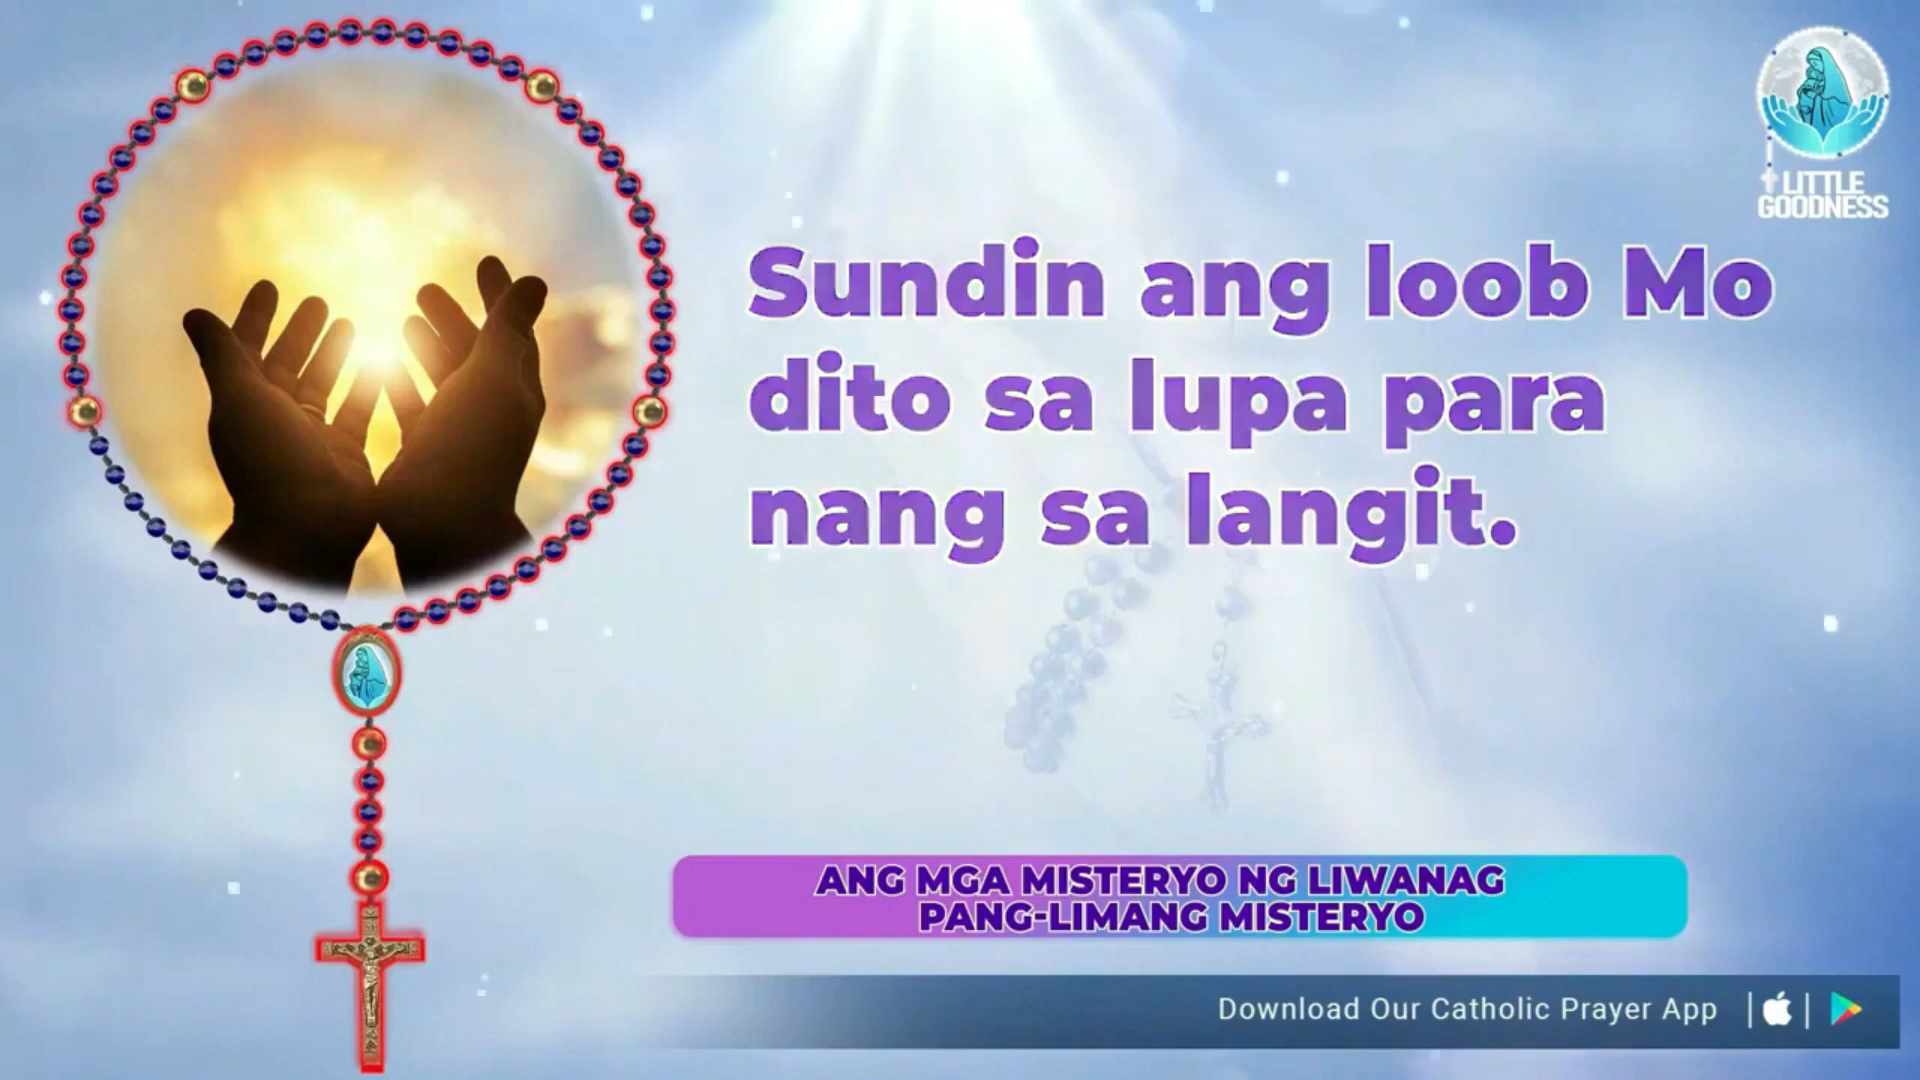 LITTLE
GOODNESS
Sundin ang loob Mo
dito sa lupa para
nang sa langit.
ANG MGA MISTERYO NG LIWANAG
PANG-LIMANG MISTERYO
Download Our Catholic Prayer App